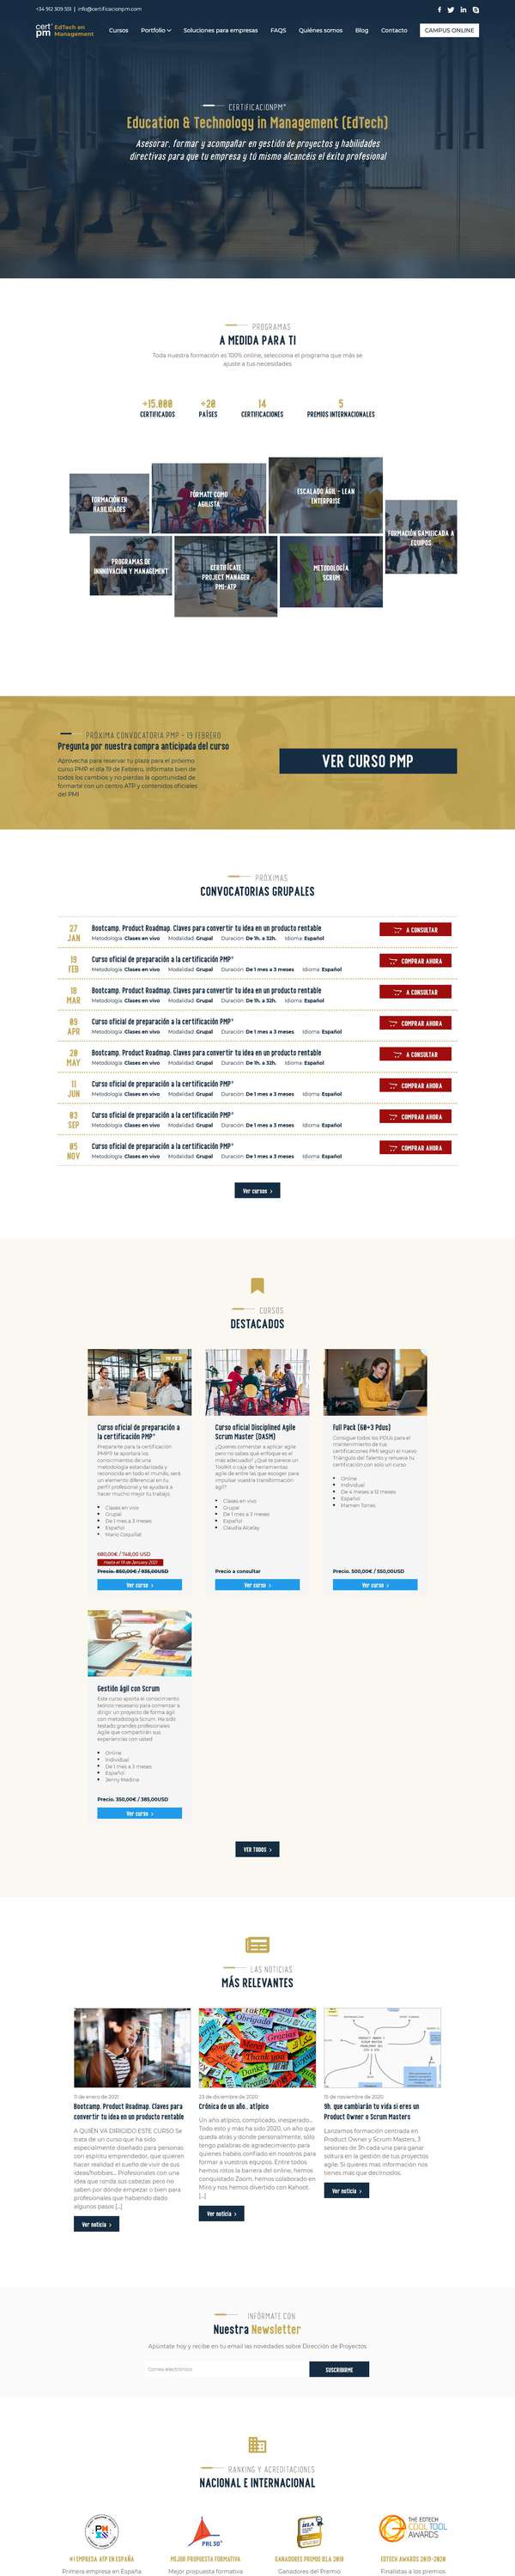 +34 912 309 551 | info@certificacionpm.com
cert® EdTech en
pm Management
Cursos Portfolio Soluciones para empresas FAQS Quiénes somos Blog Contacto CAMPUS ONLINE
CERTIFICACIONPM®
Education & Technology in Management (EdTech)
Asesorar, formar y acompañar en gestión de proyectos y habilidades
directivas para que tu empresa y tú mismo alcancéis el éxito profesional
PROGRAMAS
A MEDIDA PARA TI
Toda nuestra formación es 100% online, selecciona el programa que más se
ajuste a tus necesidades
+15.000 +20 14 5
CERTIFICADOS PAÍSES CERTIFICACIONES PREMIOS INTERNACIONALES
FORMACIÓN EN
HABILIDADES
FÓRMATE COMO
AGILISTA
ESCALADO ÁGIL - LEAN
ENTERPRISE
FORMACIÓN GAMIFICADA A
EQUIPOS
PROGRAMAS DE
INNNOVACIÓN Y MANAGEMENT
CERTIFÍCATE
PROJECT MANAGER
PMI-ATP
METODOLOGÍA
SCRUM
PRÓXIMA CONVOCATORIA PMP - 19 FEBRERO
Pregunta por nuestra compra anticipada del curso
Aprovecha para reservar tu plaza para el próximo
curso PMP el día 19 de Febrero, infórmate bien de
todos los cambios y no pierdas la oportunidad de
formarte con un centro ATP y contenidos oficiales
del PMI
VER CURSO PMP
PRÓXIMAS
CONVOCATORIAS GRUPALES
27 JAN
Bootcamp. Product Roadmap. Claves para convertir tu idea en un producto rentable
Metodología: Clases en vivo Modalidad: Grupal Duración: De 1h. a 32h. Idioma: Español
A CONSULTAR
19 FEB
Curso oficial de preparación a la certificación PMP®
Metodología: Clases en vivo Modalidad: Grupal Duración: De 1 mes a 3 meses Idioma: Español
COMPRAR AHORA
18 MAR
Bootcamp. Product Roadmap. Claves para convertir tu idea en un producto rentable
Metodología: Clases en vivo Modalidad: Grupal Duración: De 1h. a 32h. Idioma: Español
A CONSULTAR
09 APR
Curso oficial de preparación a la certificación PMP®
Metodología: Clases en vivo Modalidad: Grupal Duración: De 1 mes a 3 meses Idioma: Español
COMPRAR AHORA
20 MAY
Bootcamp. Product Roadmap. Claves para convertir tu idea en un producto rentable
Metodología: Clases en vivo Modalidad: Grupal Duración: De 1h. a 32h. Idioma: Español
A CONSULTAR
11 JUN
Curso oficial de preparación a la certificación PMP®
Metodología: Clases en vivo Modalidad: Grupal Duración: De 1 mes a 3 meses Idioma: Español
COMPRAR AHORA
03 SEP
Curso oficial de preparación a la certificación PMP®
Metodología: Clases en vivo Modalidad: Grupal Duración: De 1 mes a 3 meses Idioma: Español
COMPRAR AHORA
05 NOV
Curso oficial de preparación a la certificación PMP®
Metodología: Clases en vivo Modalidad: Grupal Duración: De 1 mes a 3 meses Idioma: Español
COMPRAR AHORA
Ver cursos >
CURSOS
DESTACADOS
Curso oficial de preparación a
la certificación PMP®
Prepararte para la certificación
PMP® te aportará los
conocimientos de una
metodología estandarizada y
reconocida en todo el mundo, será
un elemento diferencial en tu
perfil profesional y te ayudará a
hacer mucho mejor tu trabajo
Clases en vivo
Grupal
De 1 mes a 3 meses
Español
Mario Coquillat
680,00€ / 748,00 USD
Hasta el 19 de January 2021
Precio. 850,00€ / 935,00USD
Ver curso >
Curso oficial Disciplined Agile
Scrum Master (DASM)
¿Quieres comenzar a aplicar agile
pero no sabes qué enfoque es el
más adecuado? ¿Qué te parece un
Toolkit o caja de herramientas
agile de entre las que escoger para
impulsar vuestra transformación
ágil?
Clases en vivo
Grupal
De 1 mes a 3 meses
Español
Claudia Alcelay
Precio a consultar
Ver curso >
Full Pack (60+3 Pdus)
Consigue todos los PDUs para el
mantenimiento de tus
certificaciones PMI según el nuevo
Triángulo del Talento y renueva tu
certificación con solo un curso
Online
Individual
De 4 meses a 12 meses
Español
Mamen Torres
Precio. 500,00€ / 550,00USD
Ver curso >
Gestión ágil con Scrum
Este curso aporta el conocimiento
teórico necesario para comenzar a
dirigir un proyecto de forma ágil
con metodología Scrum. Ha sido
testado grandes profesionales
Agile que compartirán sus
experiencias con usted
Online
Individual
De 1 mes a 3 meses
Español
Jenny Medina
Precio. 350,00€ / 385,00USD
Ver curso >
VER TODOS >
LAS NOTICIAS
MÁS RELEVANTES
11 de enero de 2021
Bootcamp. Product Roadmap. Claves para
convertir tu idea en un producto rentable
A QUIÉN VA DIRIGIDO ESTE CURSO Se
trata de un curso que ha sido
especialmente diseñado para personas
con espíritu emprendedor, que quieren
hacer realidad el sueño de vivir de sus
ideas/hobbies... Profesionales con una
idea que ronda sus cabezas pero no
saben por dónde empezar o bien para
profesionales que habiendo dado
algunos pasos [...]
Ver noticia >
Obrigado
Gracias
Thank you
Danke
23 de diciembre de 2020
Crónica de un año.. atípico
Un año atípico, complicado, inesperado...
Todo esto y más ha sido 2020, un año que
queda atrás y donde personalmente, sólo
tengo palabras de agradecimiento para
quienes habéis confiado en nosotros para
formar a vuestros equipos. Entre todos
hemos rotos la barrera del online, hemos
conquistado Zoom, hemos colaborado en
Miró y nos hemos divertido con Kahoot.
[...]
Ver noticia >
15 de noviembre de 2020
9h. que cambiarán tu vida si eres un
Product Owner o Scrum Masters
Lanzamos formación centrada en
Product Owner y Scrum Masters, 3
sesiones de 3h cada una para ganar
soltura en la gestión de tus proyectos
agile. Si quieres más información nos
tienes más que decírnoslos.
Ver noticia >
INFÓRMATE CON
Nuestra Newsletter
Apúntate hoy y recibe en tu email las novedades sobre Dirección de Proyectos
Correo electrónico
SUSCRIBIRME
RANKING Y ACREDITACIONES
NACIONAL E INTERNACIONAL
PRL 30°
THE EDTECH
COOL TOOL
AWARDS
#1 EMPRESA ATP EN ESPAÑA
Primera empresa en España
MEJOR PROPUESTA FORMATIVA
Mejor propuesta formativa
GANADORES PREMIO IELA 2019
Ganadores del Premio
EDTECH AWARDS 2019-2020
Finalistas a los premios